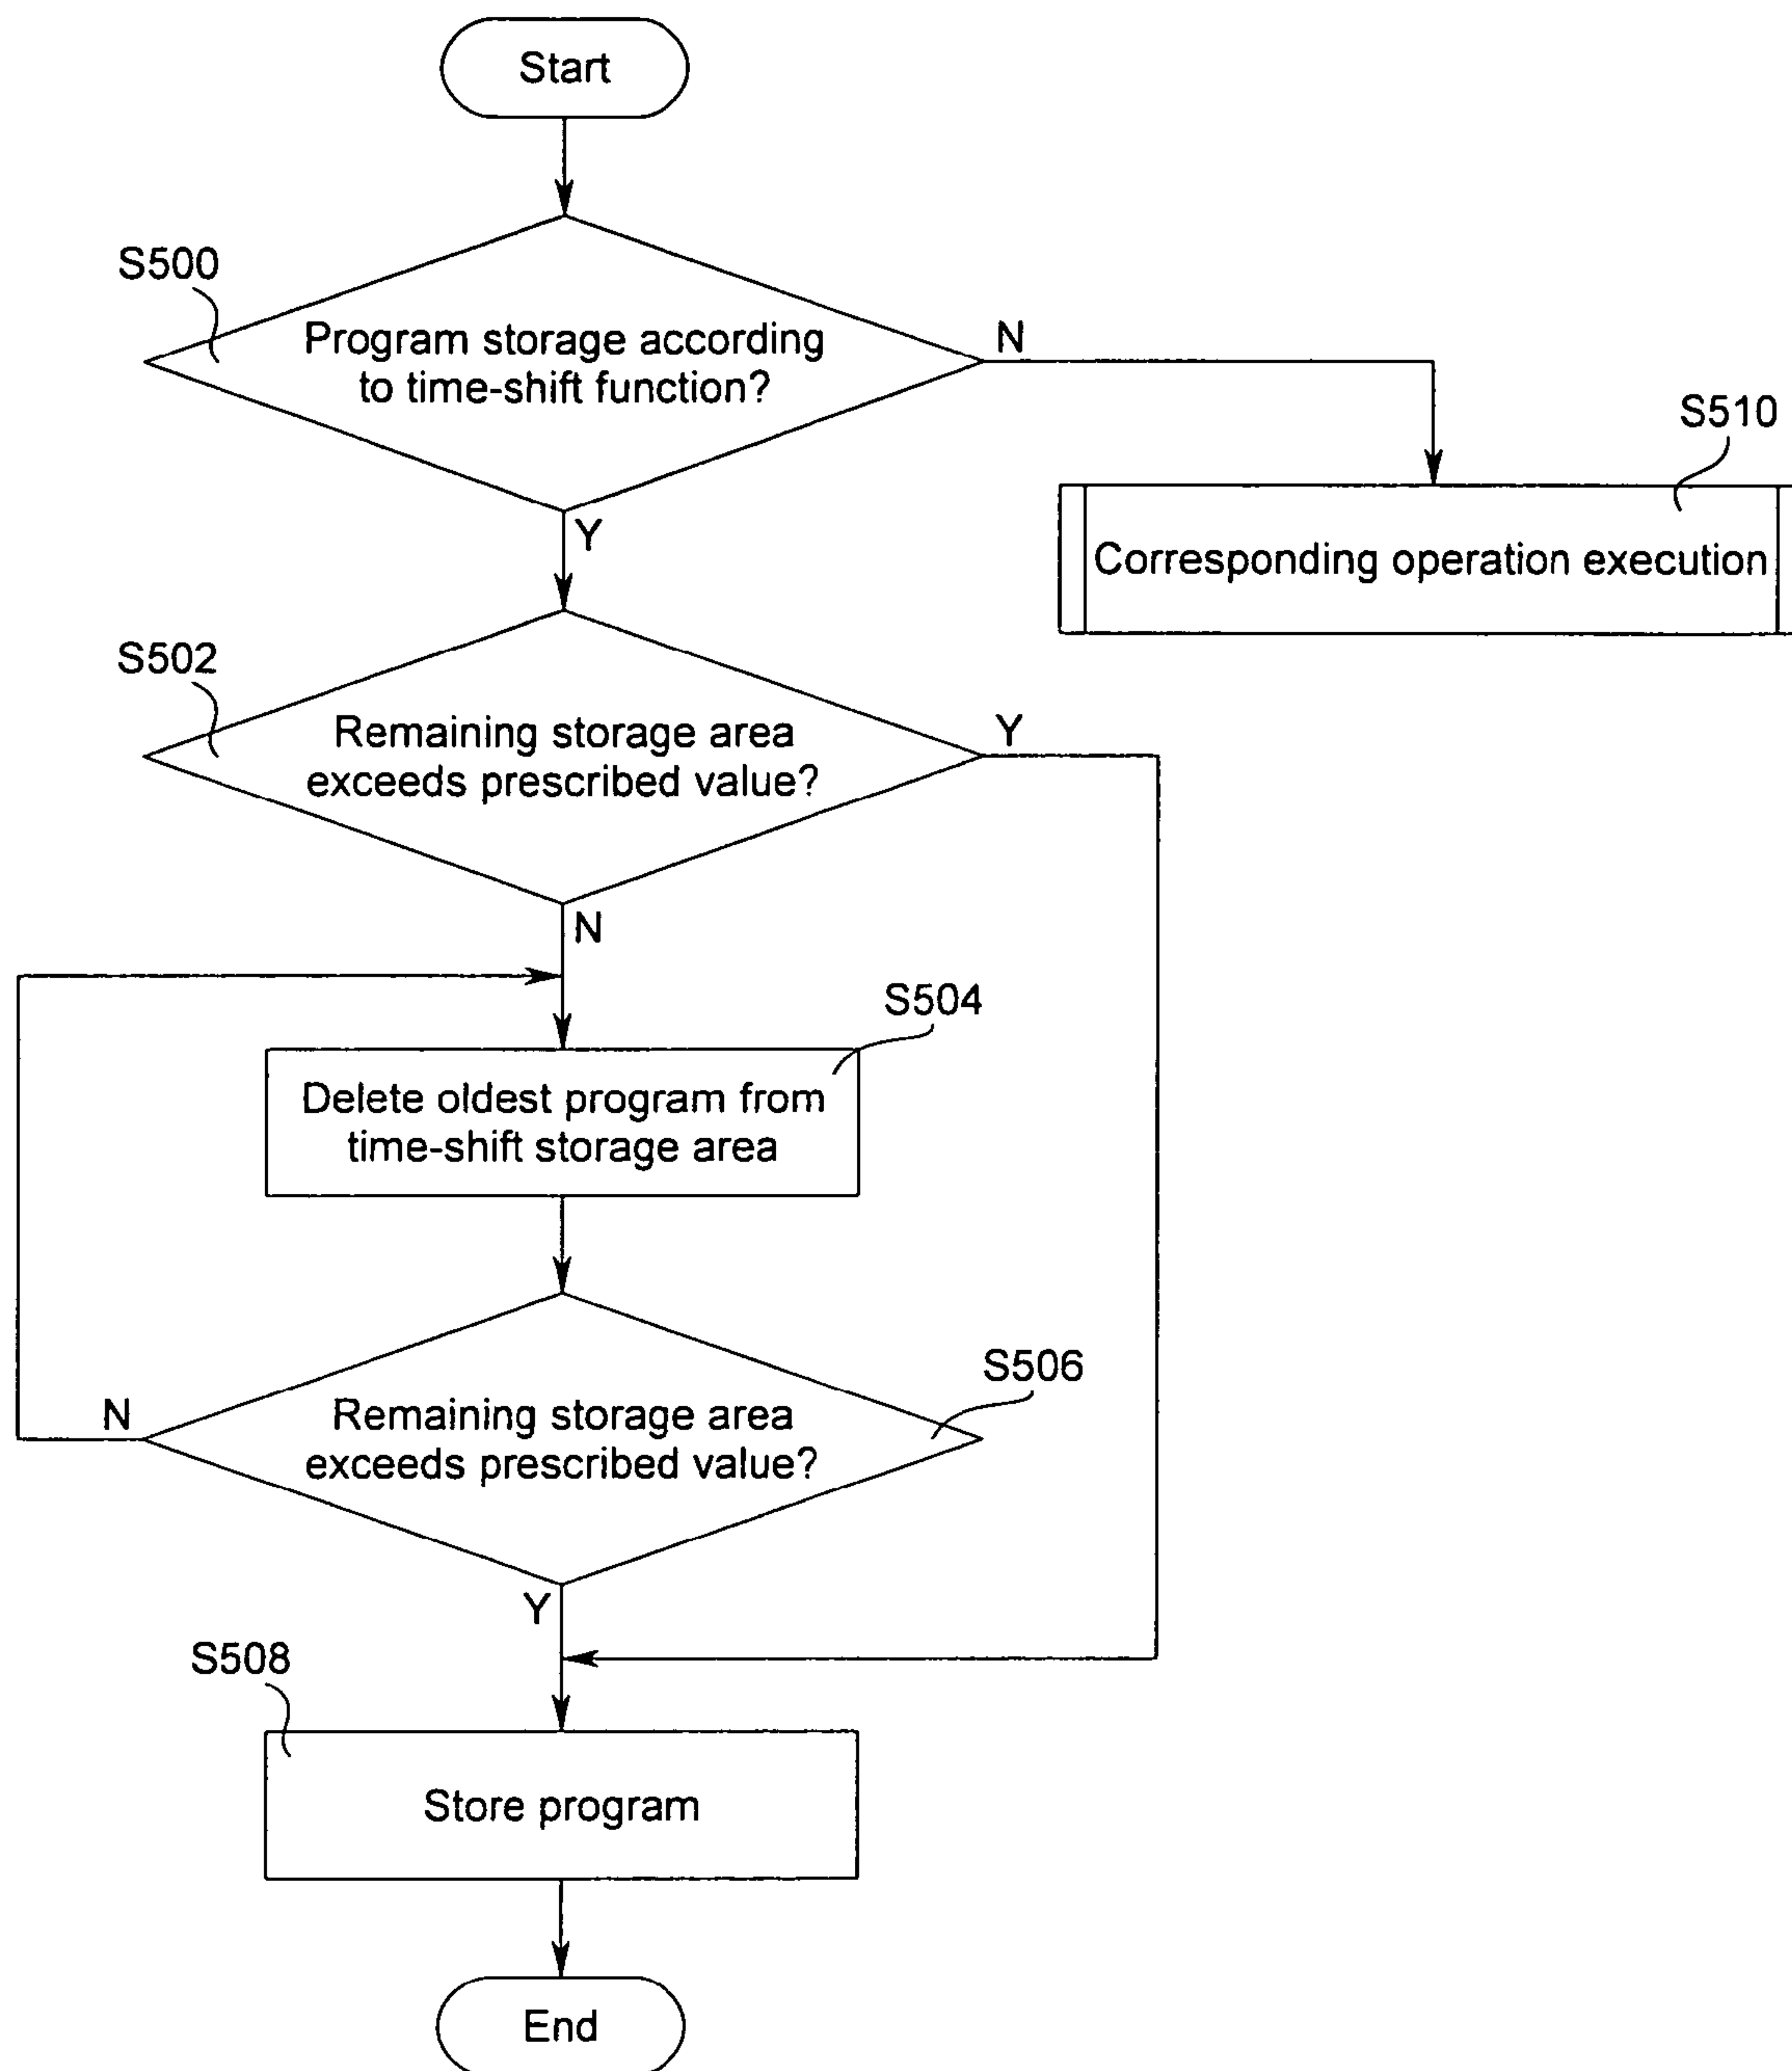 Start
S500
Program storage according
to time-shift function?
N
Y
S510
Corresponding operation execution
S502
Remaining storage area
exceeds prescribed value?
Y
N
S504
Delete oldest program from
time-shift storage area
S506
Remaining storage area
exceeds prescribed value?
N
Y
S508
Store program
End